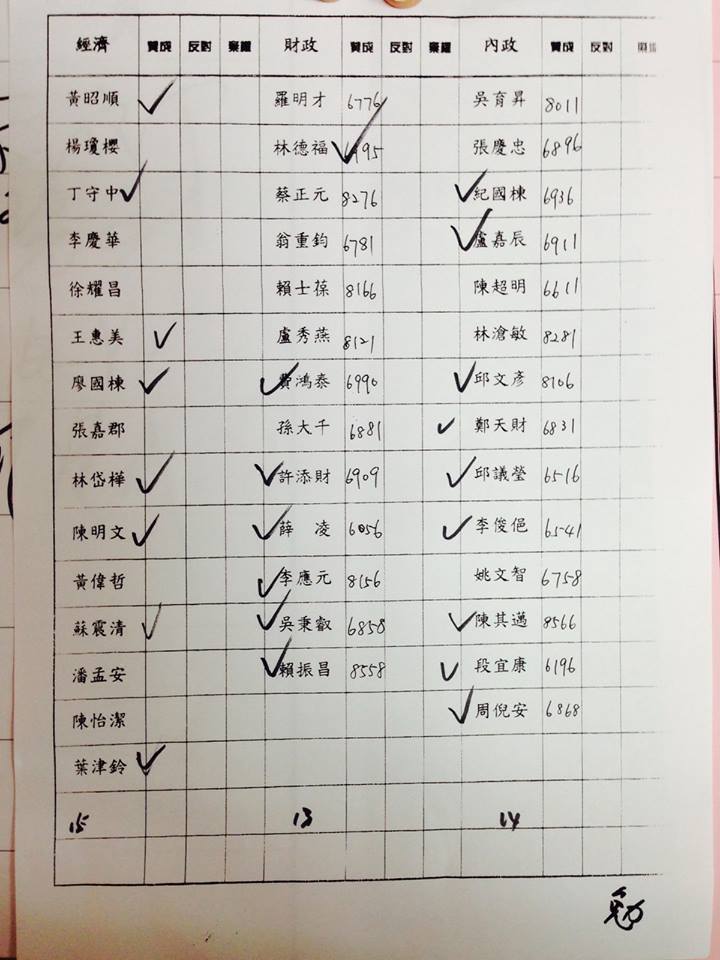 經濟 贊成 反對 棄權 財政 贊成 反對 棄權 內政 贊成 反對 棄權
黃昭順 ✓ 羅明才 6776 吳育昇 8011
楊瓊櫻 林德福 ✓ 6995 張慶忠 6896
丁守中 ✓ 蔡正元 8276 ✓ 紀國棟 6936
李慶華 翁重鈞 6781 ✓ 盧嘉辰 6911
徐耀昌 賴士葆 8166 陳超明 6611
王惠美 ✓ 盧秀燕 8121 林滄敏 8281
廖國棟 ✓ ✓ 費鴻泰 6990 ✓ 邱文彥 8106
張嘉郡 孫大千 6881 ✓ 鄭天財 6831
林岱樺 ✓ ✓ 許添財 6909 ✓ 邱議瑩 6516
陳明文 ✓ ✓ 薛凌 6056 ✓ 李俊俋 6541
黃偉哲 ✓ 李應元 8156 姚文智 6758
蘇震清 ✓ ✓ 吳秉叡 6858 ✓ 陳其邁 8566
潘孟安 ✓ 賴振昌 8558 ✓ 段宜康 6196
陳怡潔 ✓ 周倪安 6868
葉津鈴 ✓
15 13 14